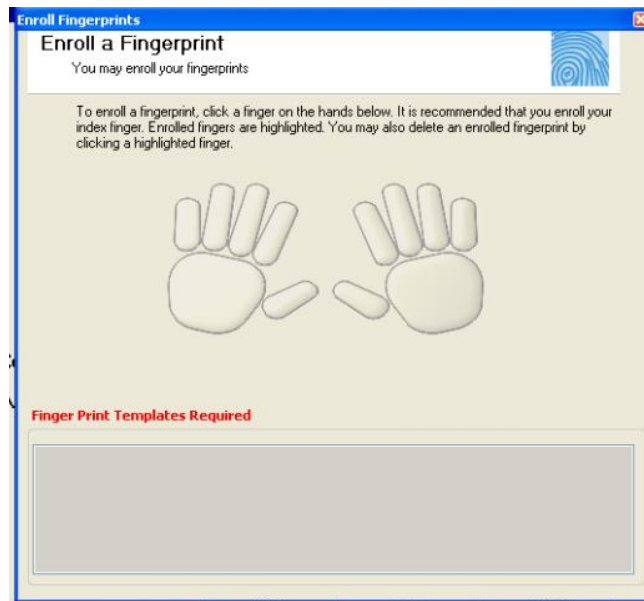 Enroll Fingerprints
Enroll a Fingerprint
You may enroll your fingerprints
To enroll a fingerprint, click a finger on the hands below. It is recommended that you enroll your
index finger. Enrolled fingers are highlighted. You may also delete an enrolled fingerprint by
clicking a highlighted finger.
Finger Print Templates Required